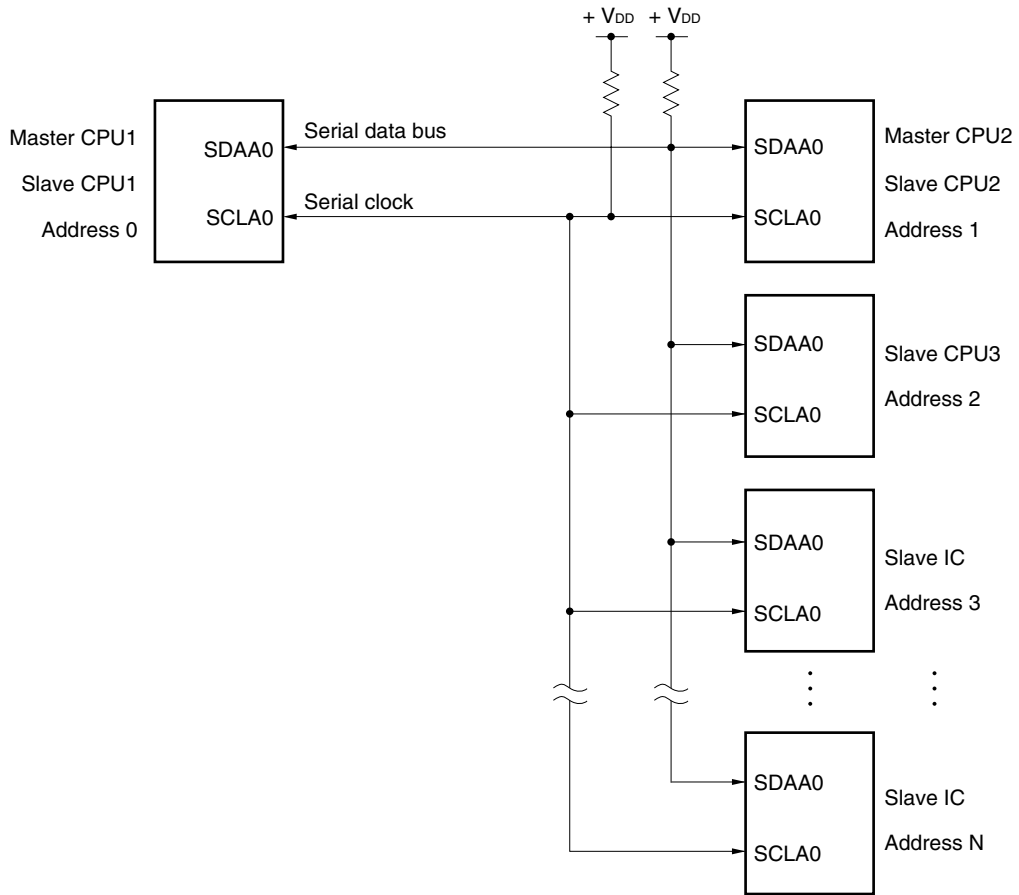 + VDD
+ VDD
Master CPU1
Slave CPU1
Address 0
SDAA0
SCLA0
Serial data bus
Serial clock
SDAA0
SCLA0
Master CPU2
Slave CPU2
Address 1
SDAA0
SCLA0
Slave CPU3
Address 2
SDAA0
SCLA0
Slave IC
Address 3
SDAA0
SCLA0
Slave IC
Address N